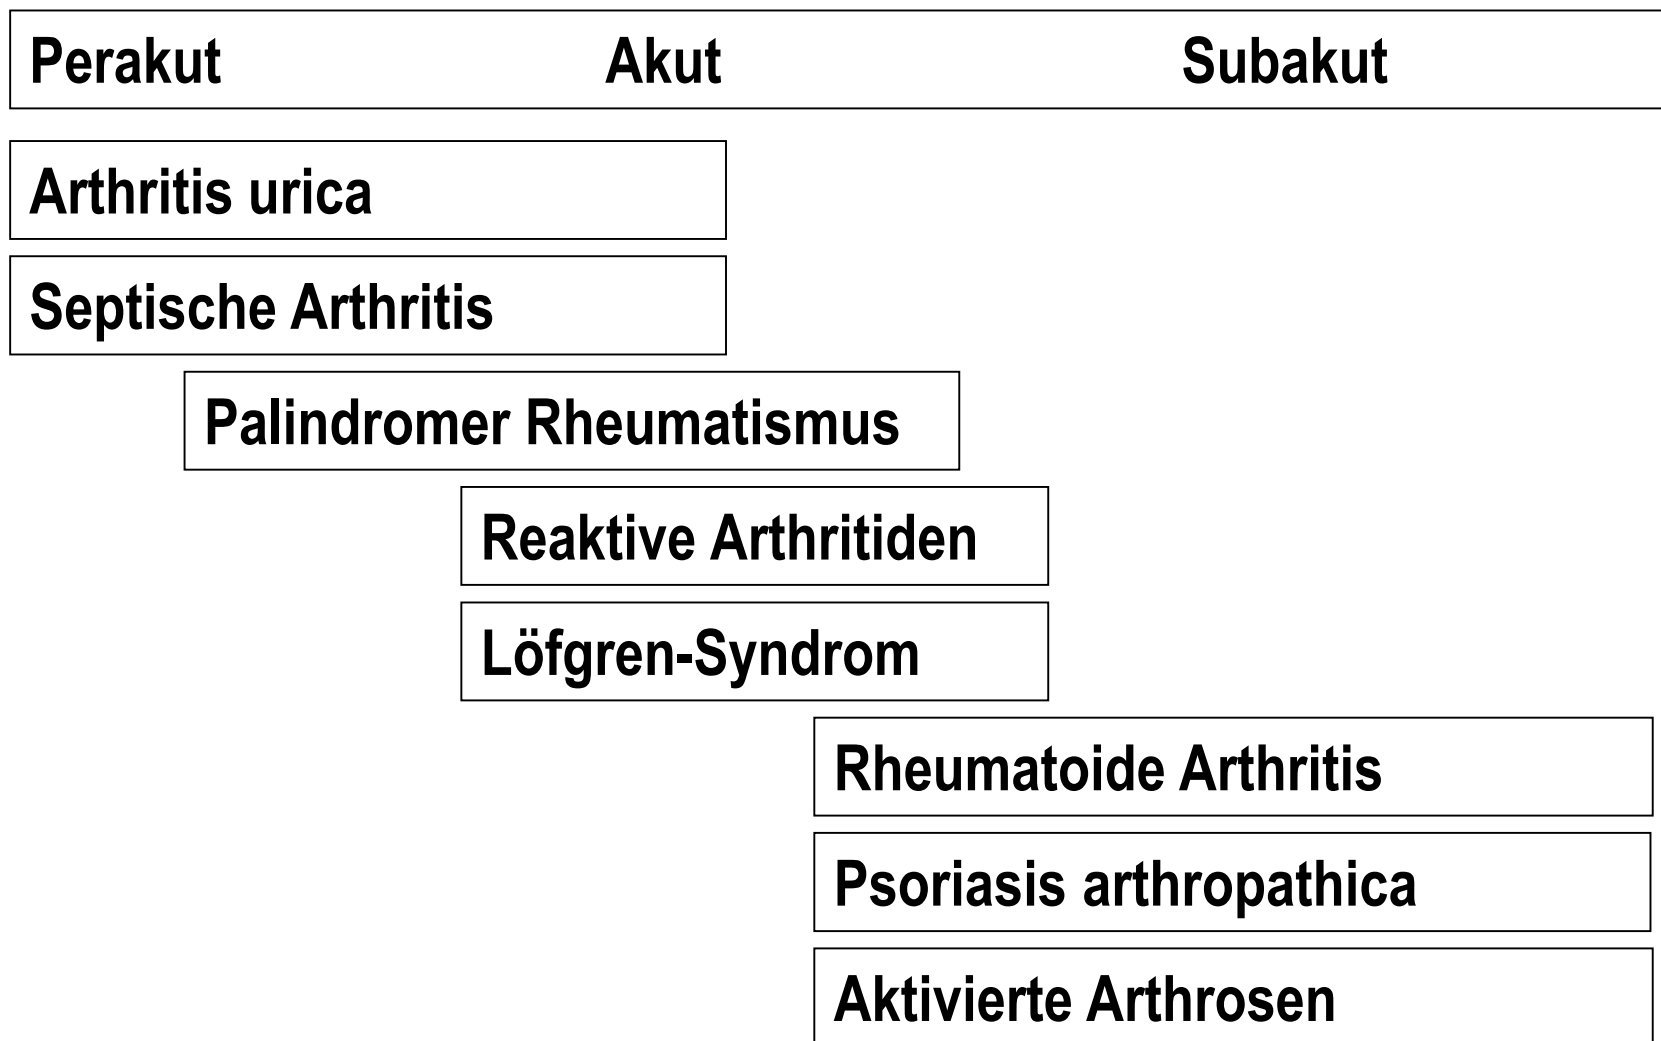 Perakut Akut Subakut
Arthritis urica
Septische Arthritis
Palindromer Rheumatismus
Reaktive Arthritiden
Löfgren-Syndrom
Rheumatoide Arthritis
Psoriasis arthropathica
Aktivierte Arthrosen